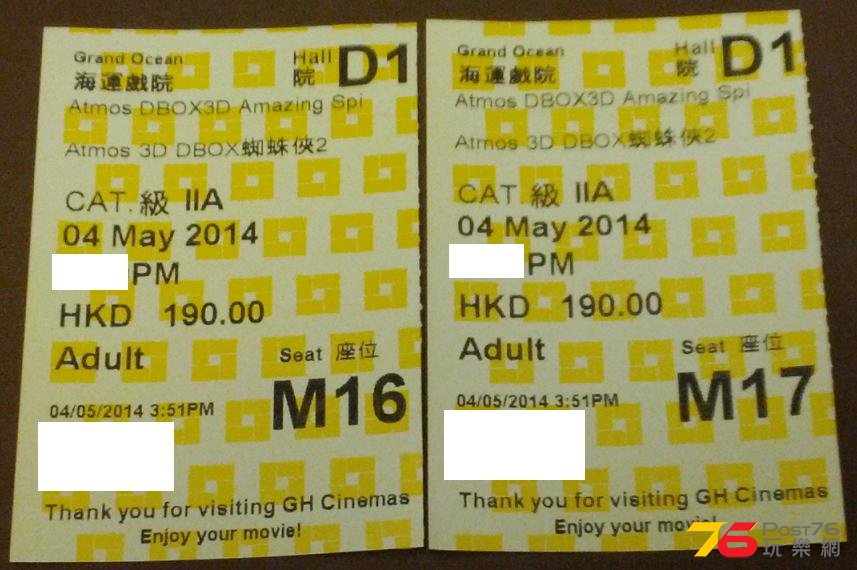 Grand Ocean Hall
海運戲院 院 D1
Atmos DBOX3D Amazing Spi
Atmos 3D DBOX蜘蛛俠2
CAT.級 IIA
04 May 2014
PM
HKD 190.00
Adult Seat 座位
M16
04/05/2014 3:51PM
Thank you for visiting GH Cinemas
Enjoy your movie!
Grand Ocean Hall
海運戲院 院 D1
Atmos DBOX3D Amazing Spi
Atmos 3D DBOX蜘蛛俠2
CAT.級 IIA
04 May 2014
PM
HKD 190.00
Adult Seat 座位
M17
04/05/2014 3:51PM
Thank you for visiting GH Cinemas
Enjoy your movie!
76 Post76
玩樂網